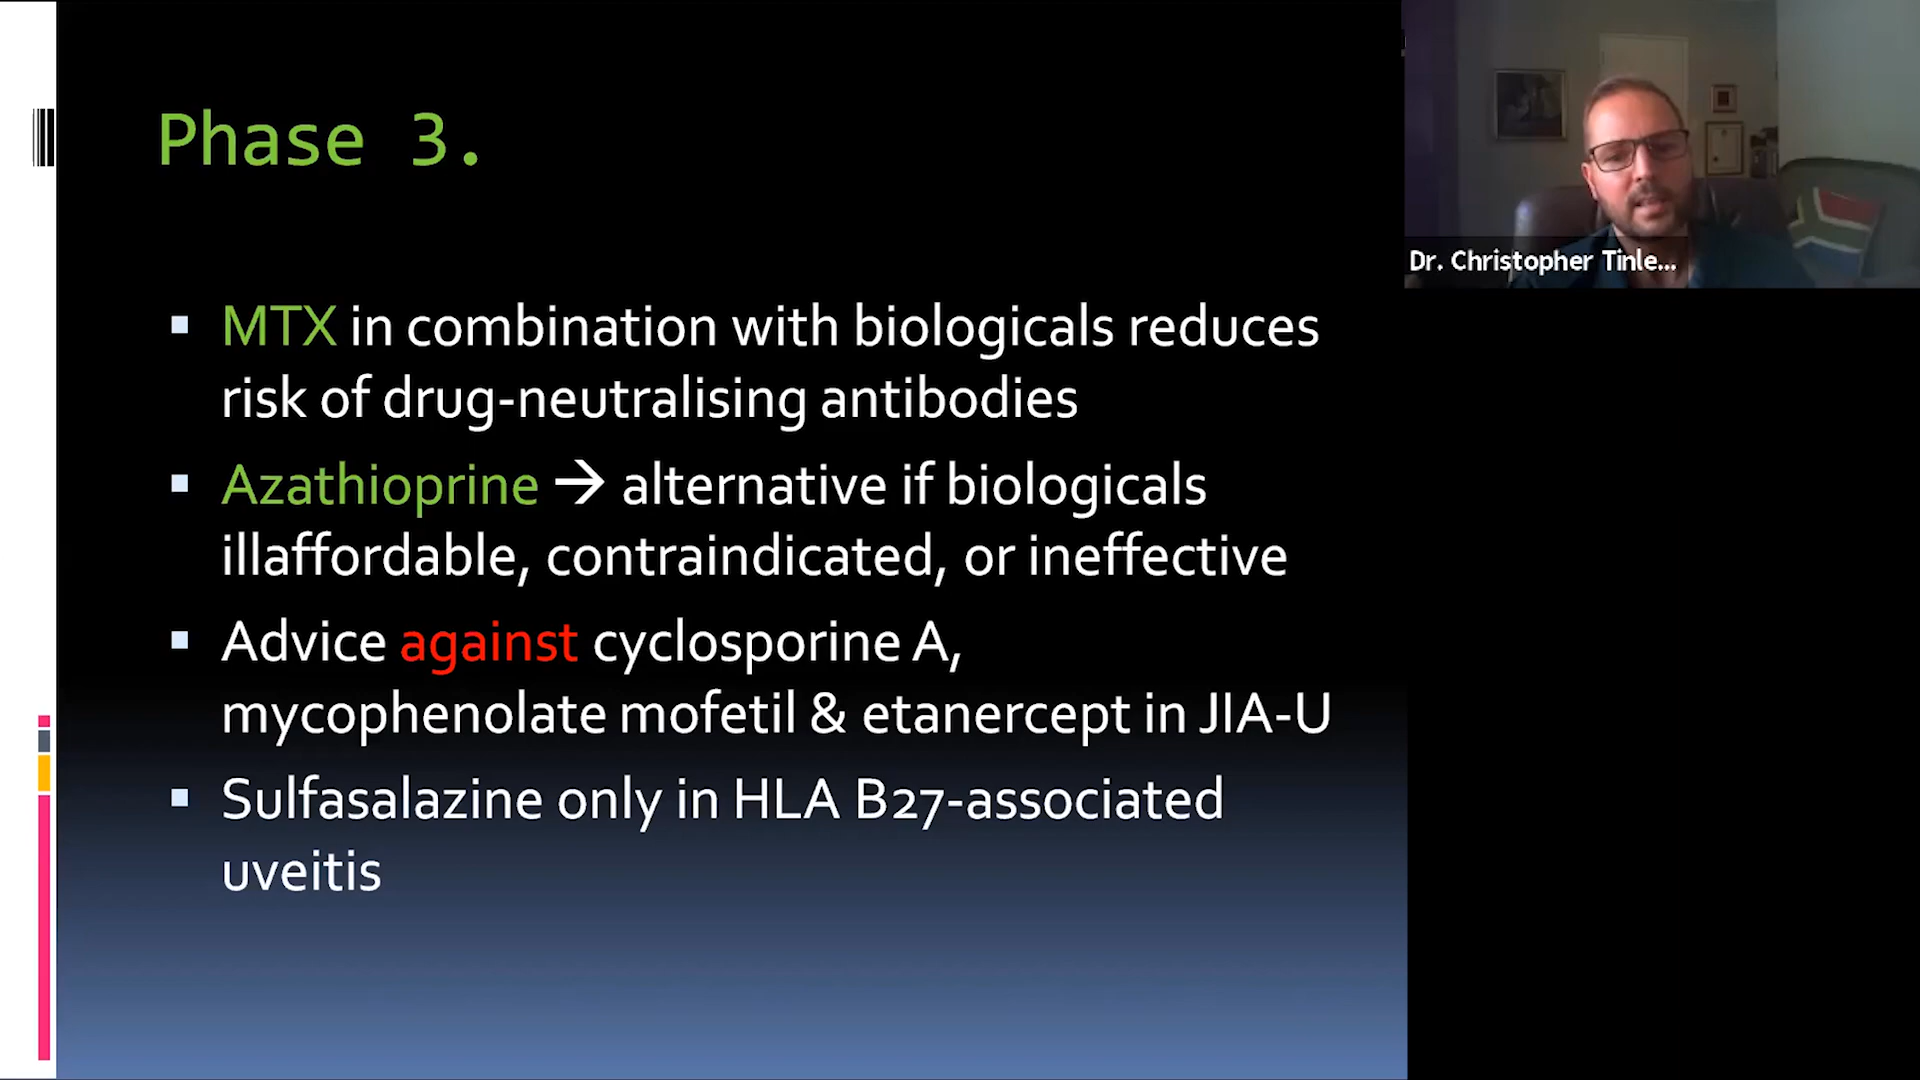 Phase 3.
MTX in combination with biologicals reduces
risk of drug-neutralising antibodies
Azathioprine → alternative if biologicals
illaffordable, contraindicated, or ineffective
Advice against cyclosporine A,
mycophenolate mofetil & etanercept in JIA-U
Sulfasalazine only in HLA B27-associated
uveitis
Dr. Christopher Tinle...